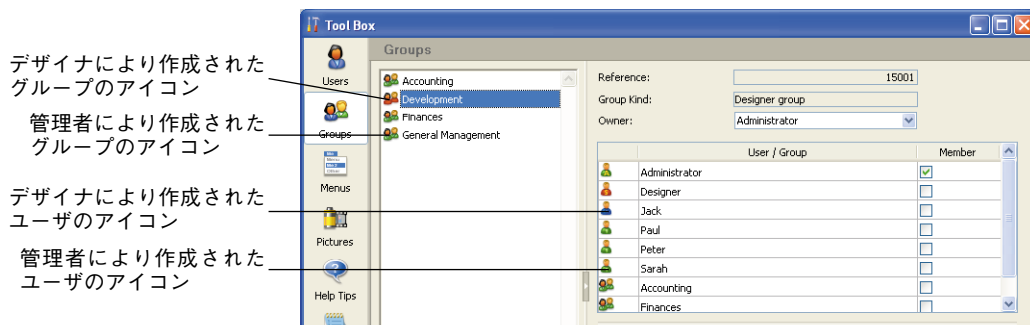 Tool Box
デザイナにより作成された
グループのアイコン
管理者により作成された
グループのアイコン
デザイナにより作成された
ユーザのアイコン
管理者により作成された
ユーザのアイコン
Users
Groups
Menus
Pictures
Help Tips
Groups
Accounting
Development
Finances
General Management
Reference: 15001
Group Kind: Designer group
Owner: Administrator
User / Group Member
Administrator
Designer
Jack
Paul
Peter
Sarah
Accounting
Finances